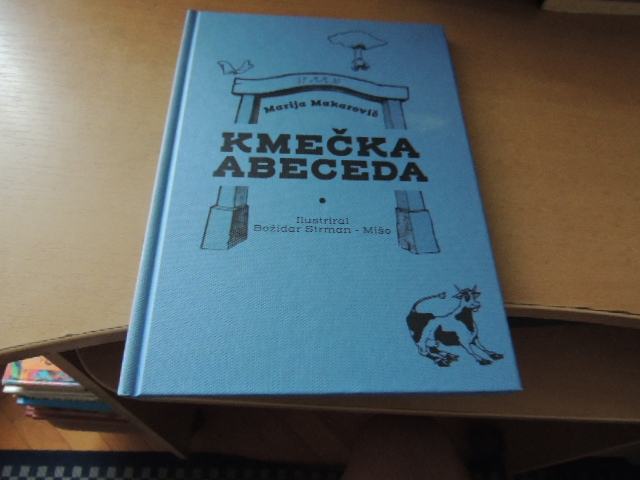 Marija Makarovič
KMEČKA
ABECEDA
Ilustriral
Božidar Strman - Mišo